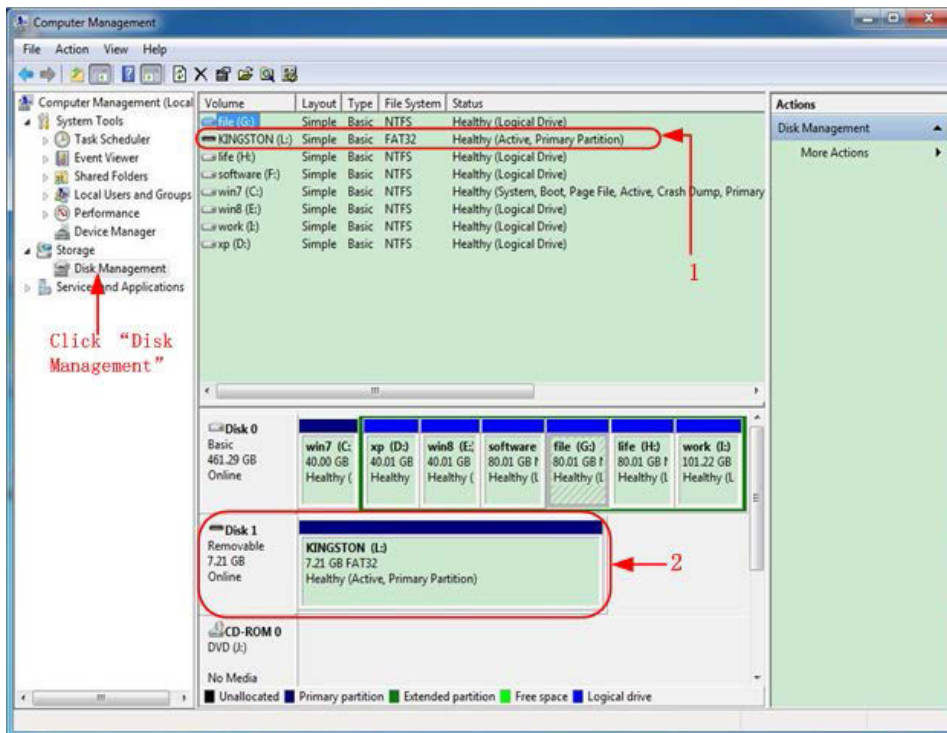 Computer Management
File Action View Help
Computer Management (Local
System Tools
Task Scheduler
Event Viewer
Shared Folders
Local Users and Groups
Performance
Device Manager
Storage
Disk Management
Services and Applications
Click “Disk
Management”
Volume Layout Type File System Status
file (G:) Simple Basic NTFS Healthy (Logical Drive)
KINGSTON (L:) Simple Basic FAT32 Healthy (Active, Primary Partition)
life (H:) Simple Basic NTFS Healthy (Logical Drive)
software (F:) Simple Basic NTFS Healthy (Logical Drive)
win7 (C:) Simple Basic NTFS Healthy (System, Boot, Page File, Active, Crash Dump, Primary
win8 (E:) Simple Basic NTFS Healthy (Logical Drive)
work (I:) Simple Basic NTFS Healthy (Logical Drive)
xp (D:) Simple Basic NTFS Healthy (Logical Drive)
1
Actions
Disk Management
More Actions
Disk 0
Basic
461.29 GB
Online
win7 (C:
40.00 GB
Healthy (
xp (D:)
40.01 GB
Healthy
win8 (E:
40.01 GB
Healthy (
software
80.01 GB
Healthy (L
file (G:)
80.01 GB
Healthy (L
life (H:)
80.01 GB
Healthy (L
work (I:)
101.22 GB
Healthy (L
Disk 1
Removable
7.21 GB
Online
KINGSTON (L:)
7.21 GB FAT32
Healthy (Active, Primary Partition)
2
CD-ROM 0
DVD (J:)
No Media
Unallocated Primary partition Extended partition Free space Logical drive